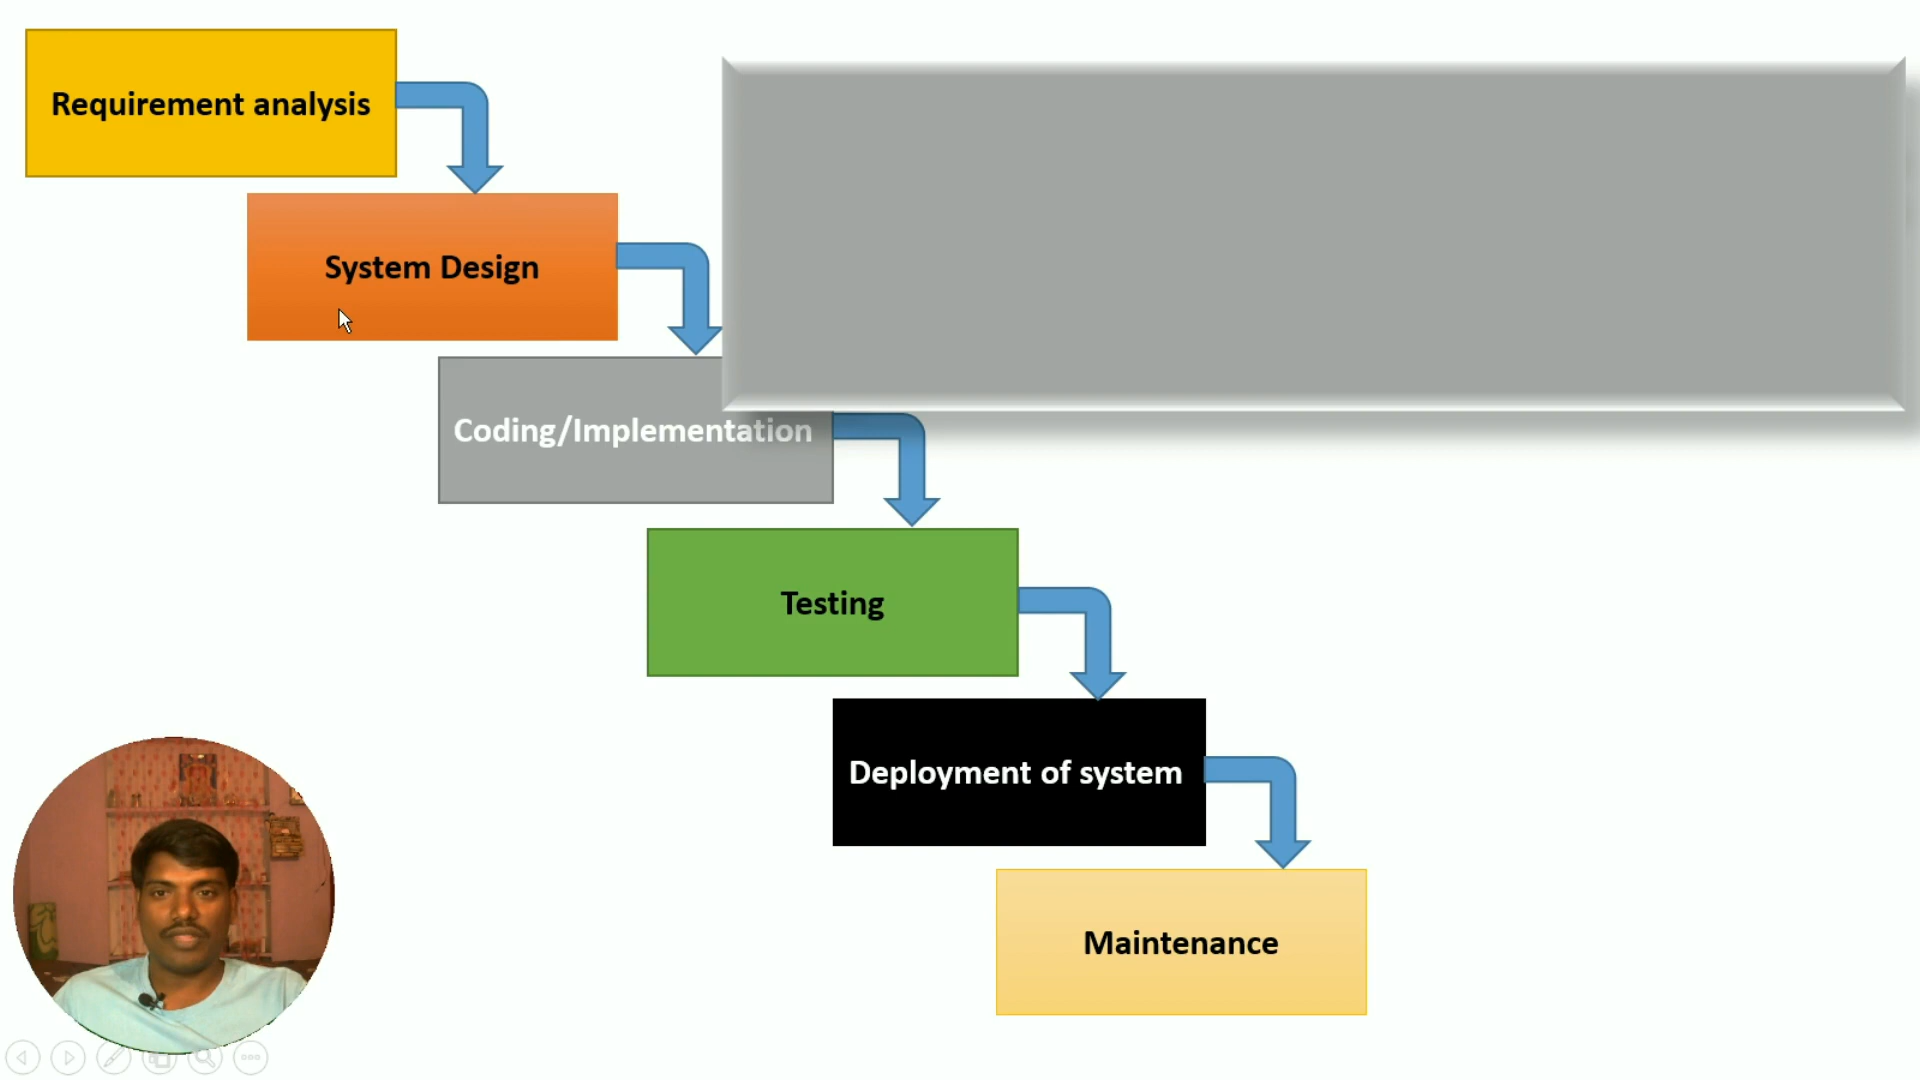 Requirement analysis
System Design
Coding/Implementation
Testing
Deployment of system
Maintenance